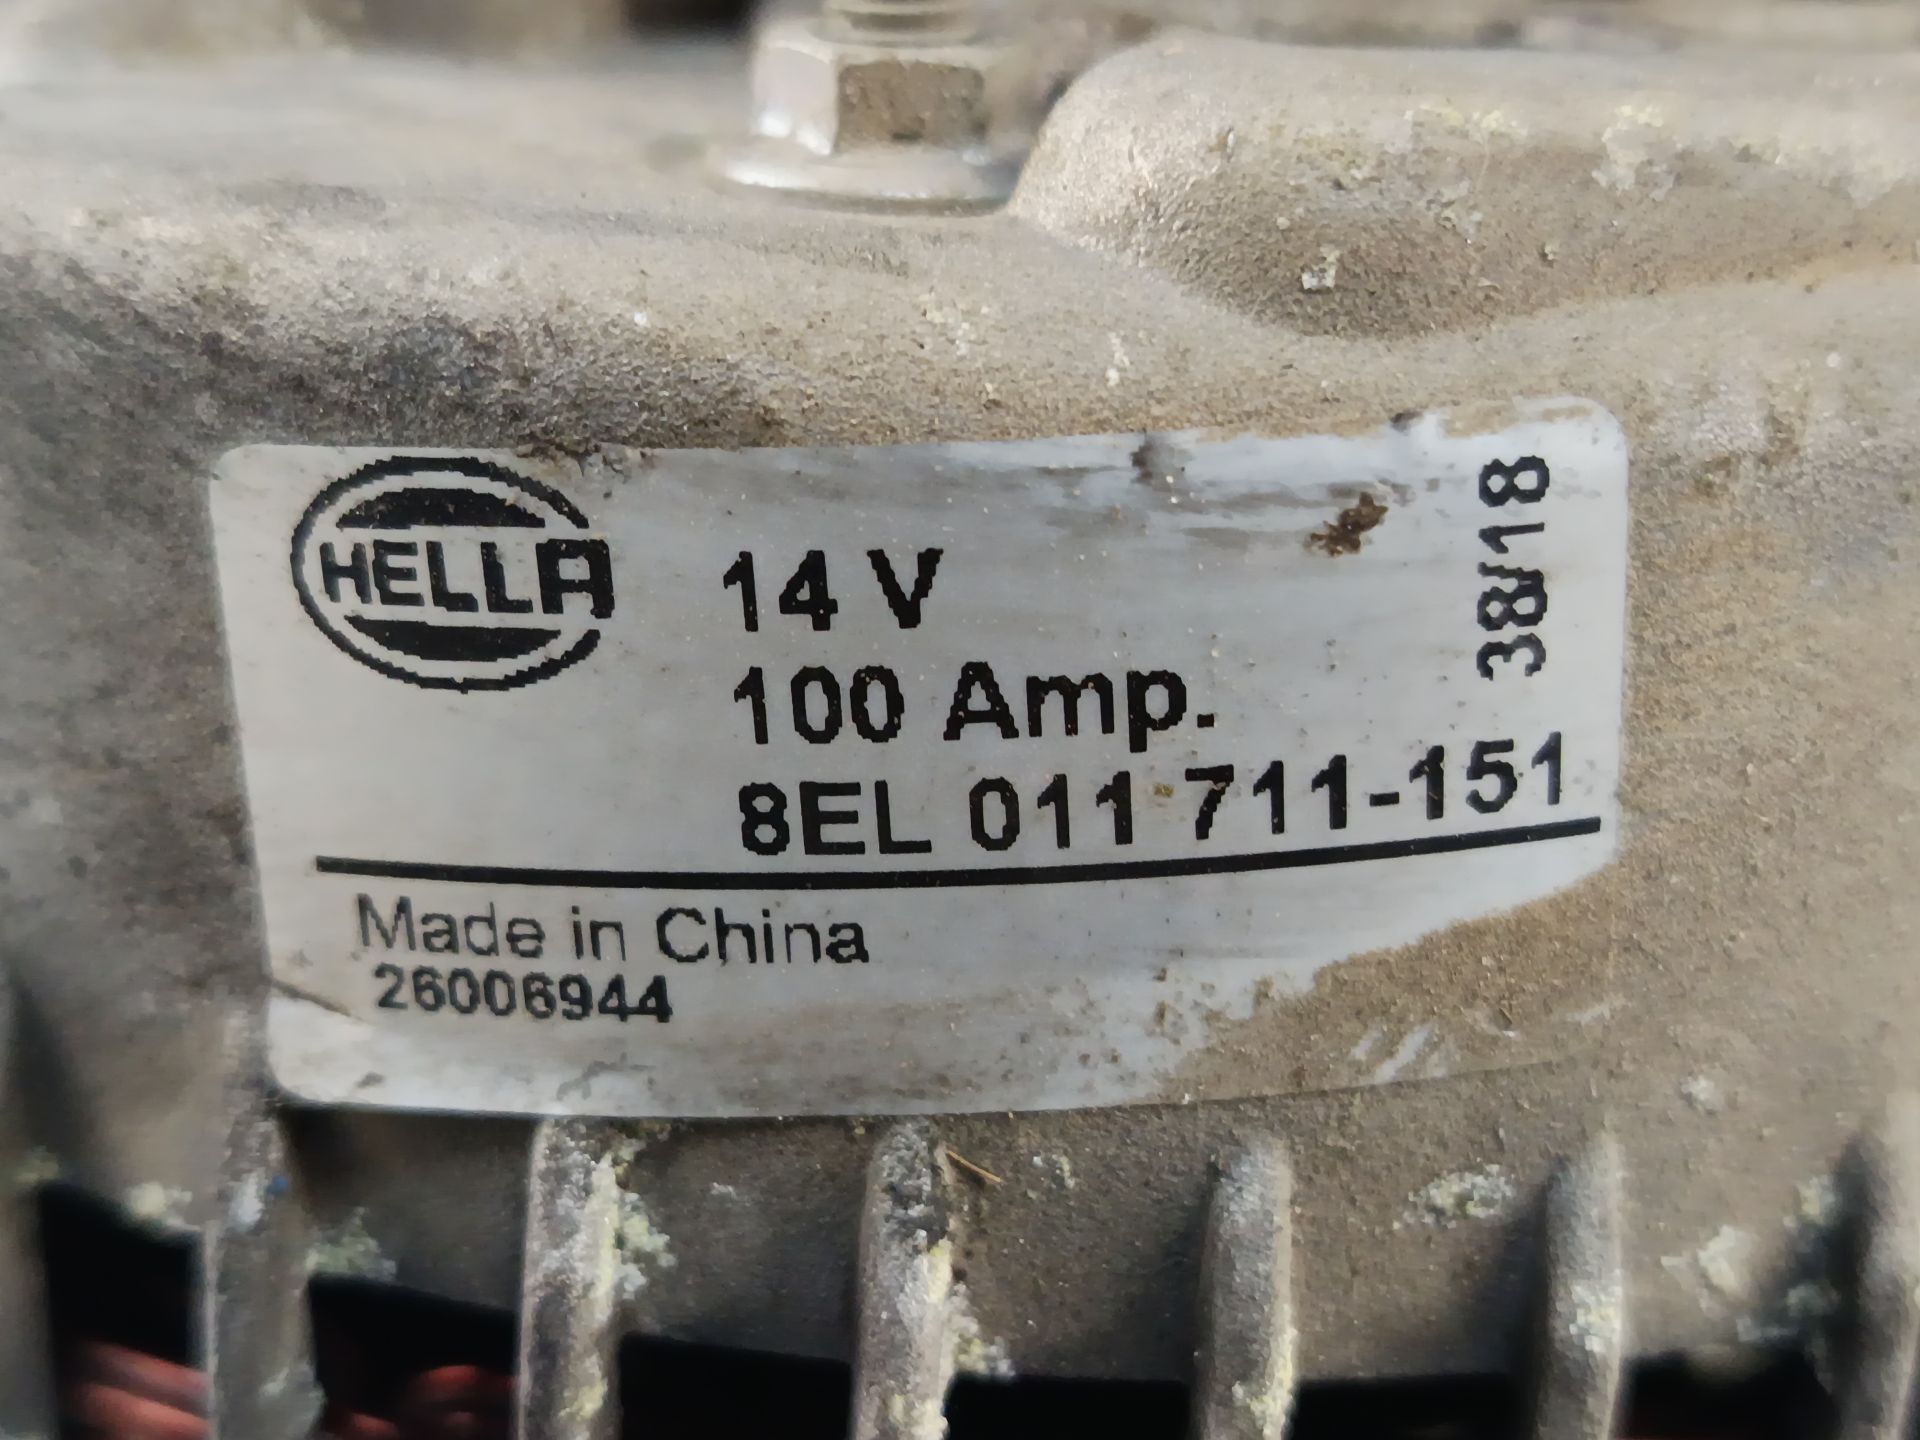 HELLA
14 V
100 Amp.
8EL 011 711-151
38/18
Made in China
26006944